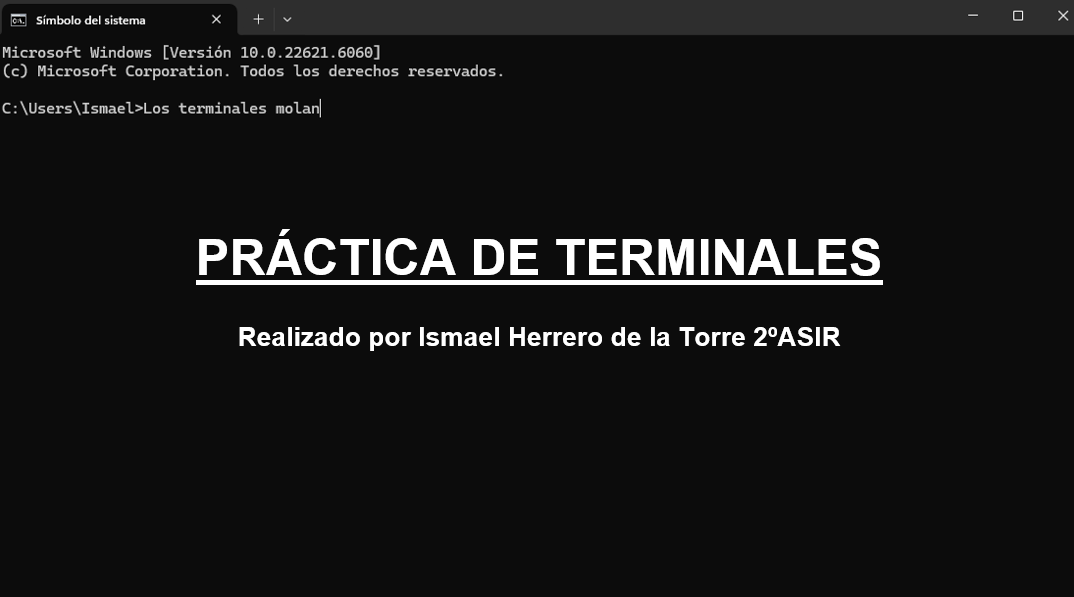 Símbolo del sistema
Microsoft Windows [Versión 10.0.22621.6060]
(c) Microsoft Corporation. Todos los derechos reservados.
C:\Users\Ismael>Los terminales molan
PRÁCTICA DE TERMINALES
Realizado por Ismael Herrero de la Torre 2ºASIR